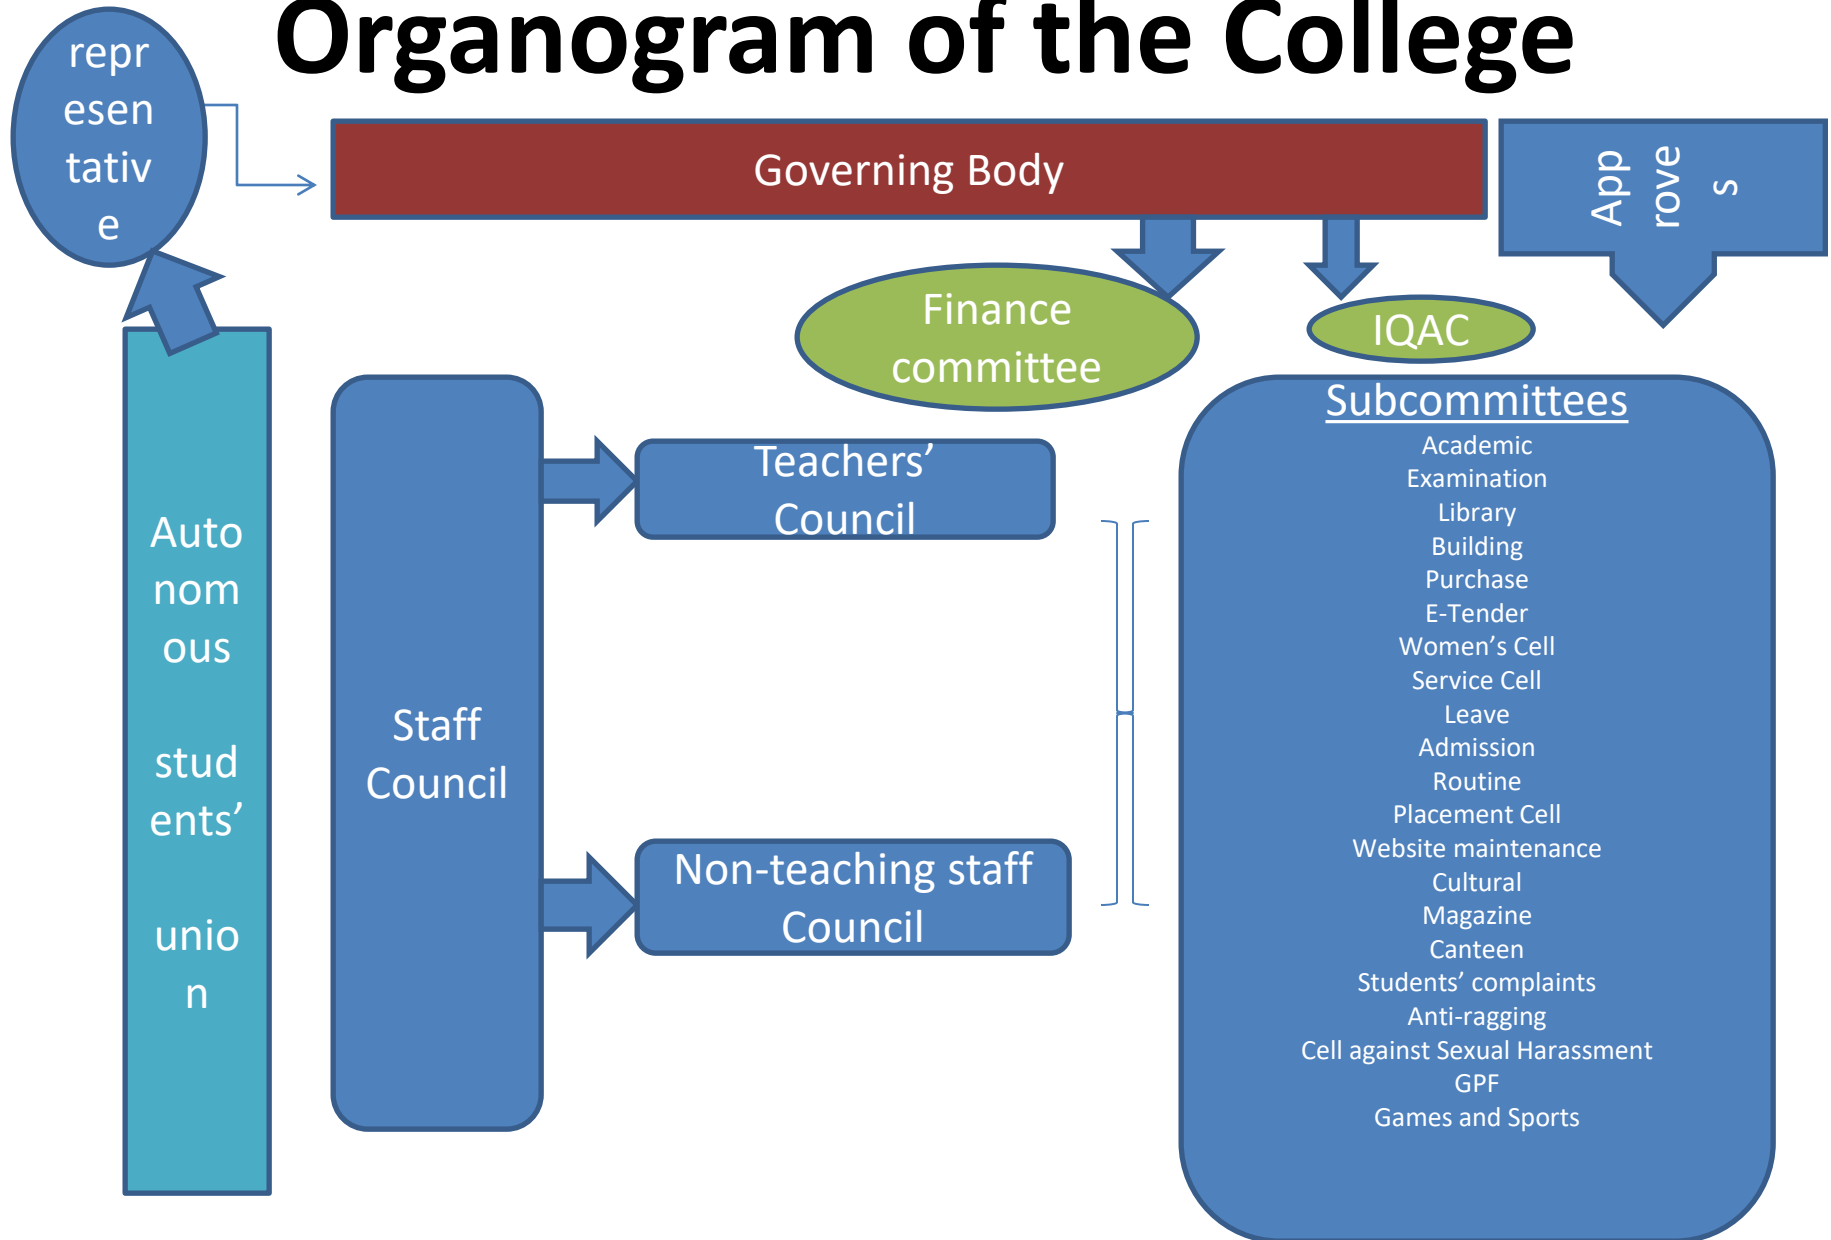 Organogram of the College
repr
esen
tativ
e
Governing Body
App
rove
s
Finance
committee
IQAC
Auto
nom
ous
stud
ents’
unio
n
Staff
Council
Teachers’
Council
Non-teaching staff
Council
Subcommittees
Academic
Examination
Library
Building
Purchase
E-Tender
Women’s Cell
Service Cell
Leave
Admission
Routine
Placement Cell
Website maintenance
Cultural
Magazine
Canteen
Students’ complaints
Anti-ragging
Cell against Sexual Harassment
GPF
Games and Sports